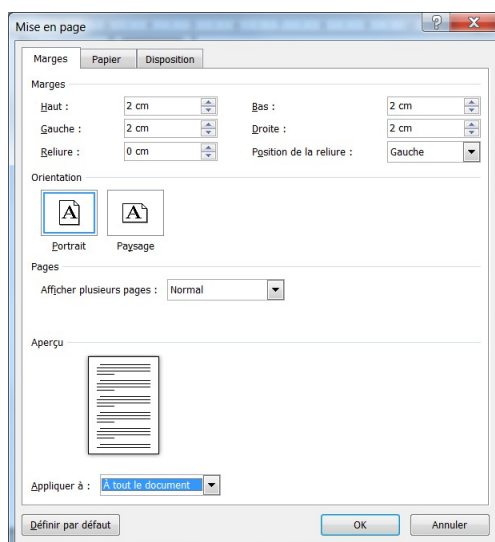 Mise en page
Marges Papier Disposition
Marges
Haut : 2 cm Bas : 2 cm
Gauche : 2 cm Droite : 2 cm
Reliure : 0 cm Position de la reliure : Gauche
Orientation
A A
Portrait Paysage
Pages
Afficher plusieurs pages : Normal
Aperçu
Appliquer à : À tout le document
Définir par défaut OK Annuler